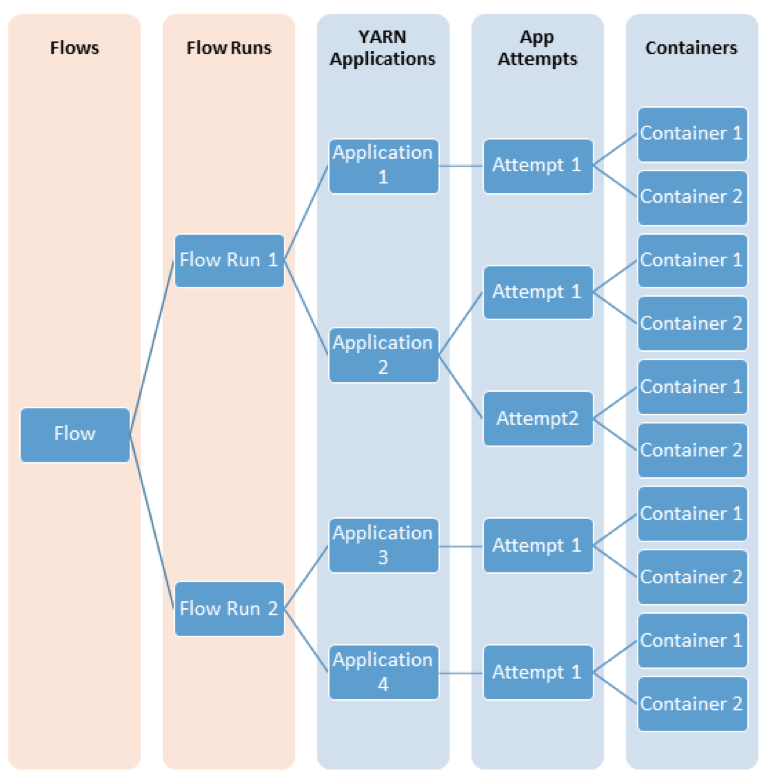 Flows
Flow Runs
YARN
Applications
App
Attempts
Containers
Flow
Flow Run 1
Flow Run 2
Application
1
Application
2
Application
3
Application
4
Attempt 1
Attempt 1
Attempt2
Attempt 1
Attempt 1
Container 1
Container 2
Container 1
Container 2
Container 1
Container 2
Container 1
Container 2
Container 1
Container 2